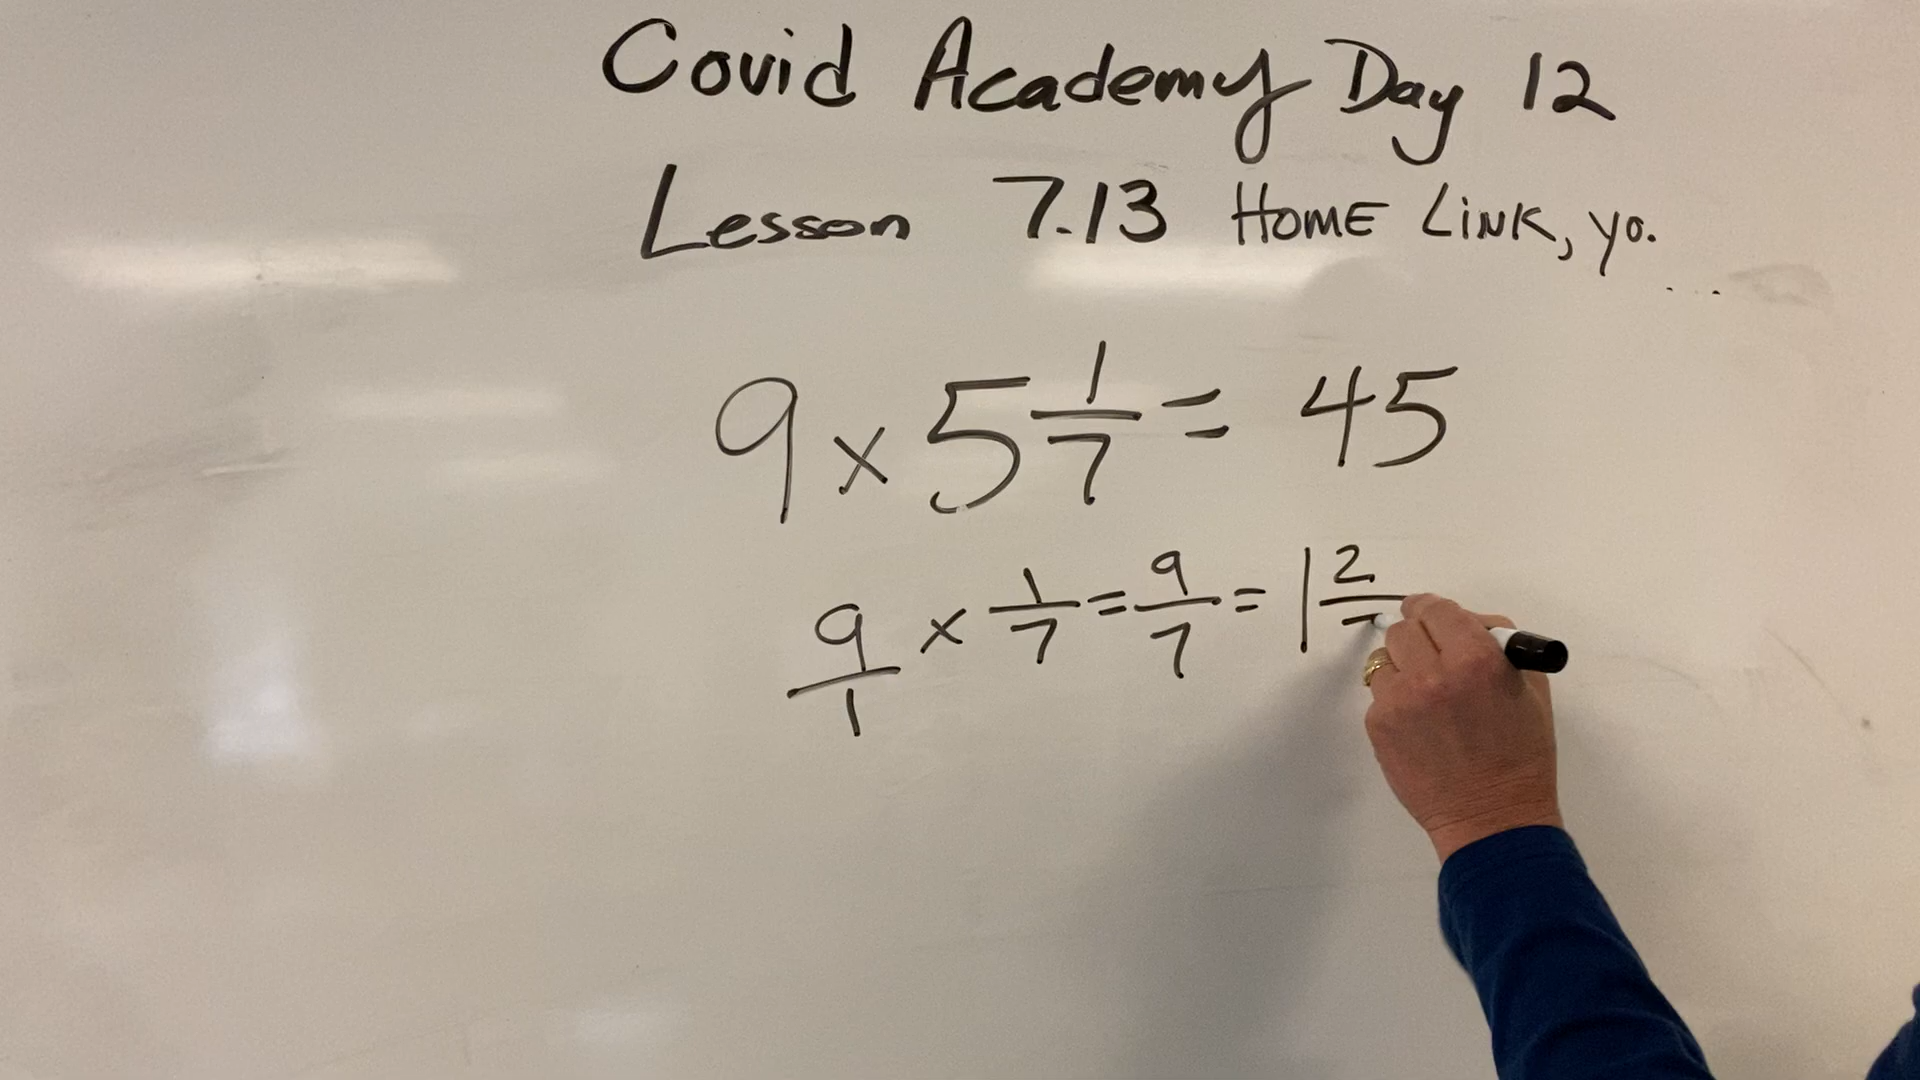 Covid Academy Day 12
Lesson 7.13 HOME LINK, yo. ...
9 x 5 1/7 = 45
9/1 x 1/7 = 9/7 = 1 2/7